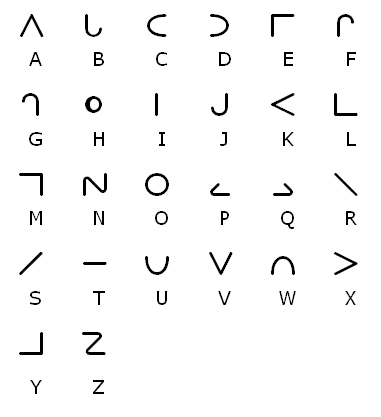 A B C D E F
G H I J K L
M N O P Q R
S T U V W X
Y Z